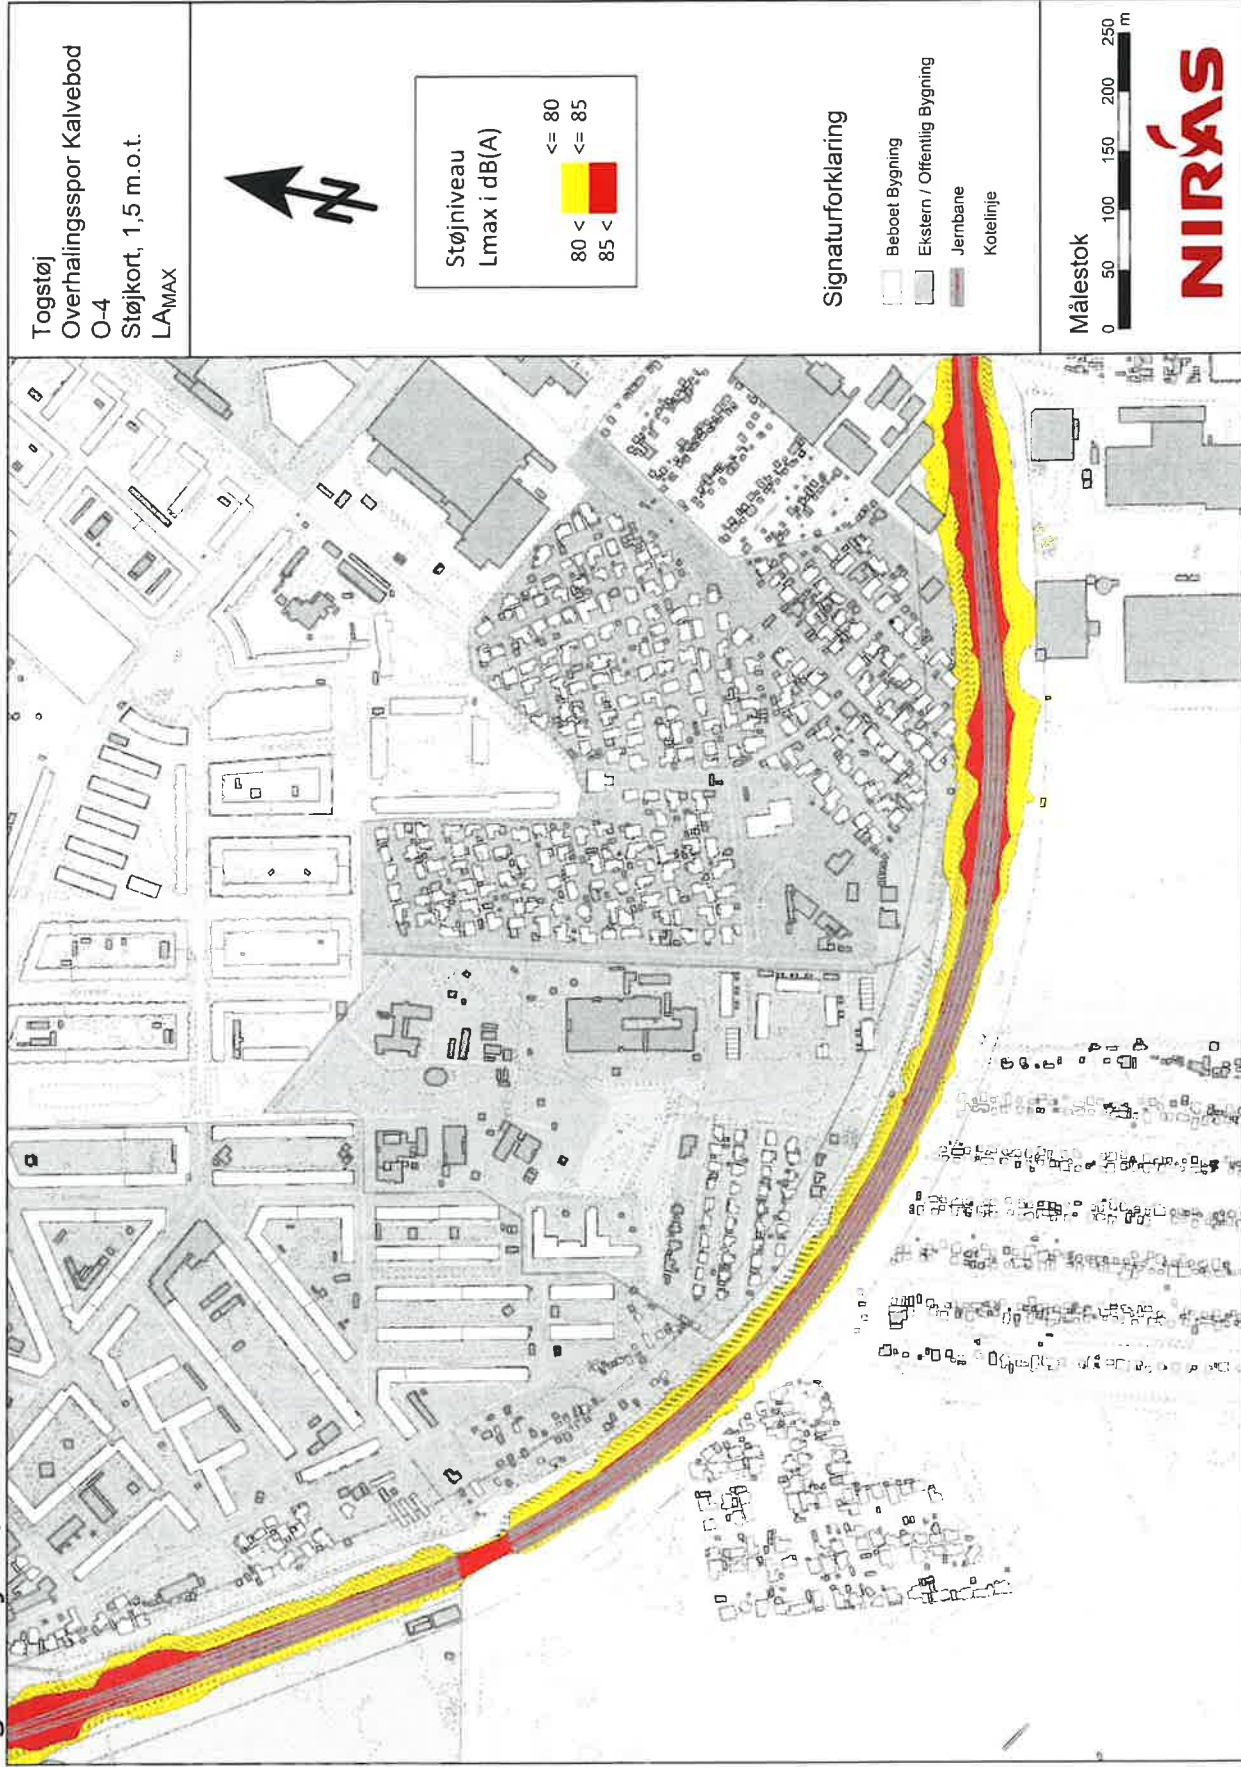 Togstøj
Overhalingsspor Kalvebod
O-4
Støjkort, 1,5 m.o.t.
LAMAX
N
Støjniveau
Lmax i dB(A)
<= 80
80 < <= 85
85 <
Signaturforklaring
Beboet Bygning
Ekstern / Offentlig Bygning
Jernbane
Kotelinje
Målestok
0 50 100 150 200 250
m
NIRÁS